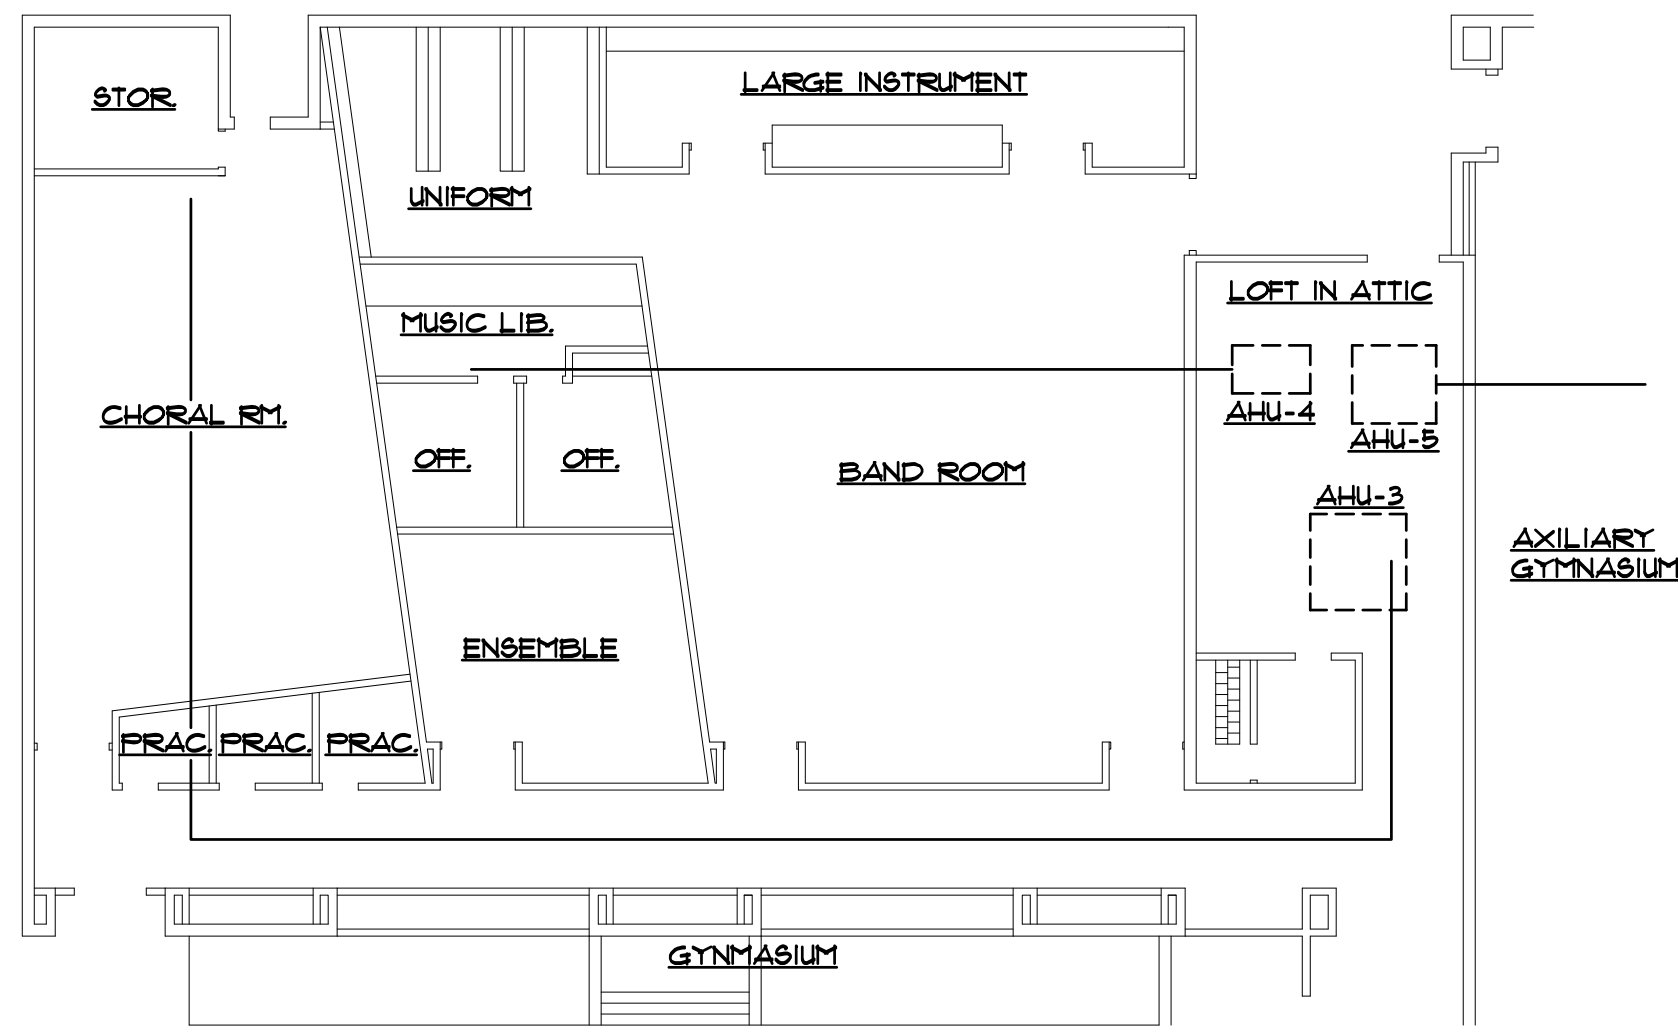 LARGE INSTRUMENT
STOR.
UNIFORM
LOFT IN ATTIC
MUSIC LIB.
CHORAL RM.
AHU-4
AHU-5
OFF.
OFF.
BAND ROOM
AHU-3
AXILIARY
GYMNASIUM
ENSEMBLE
PRAC.
PRAC.
PRAC.
GYNMASIUM